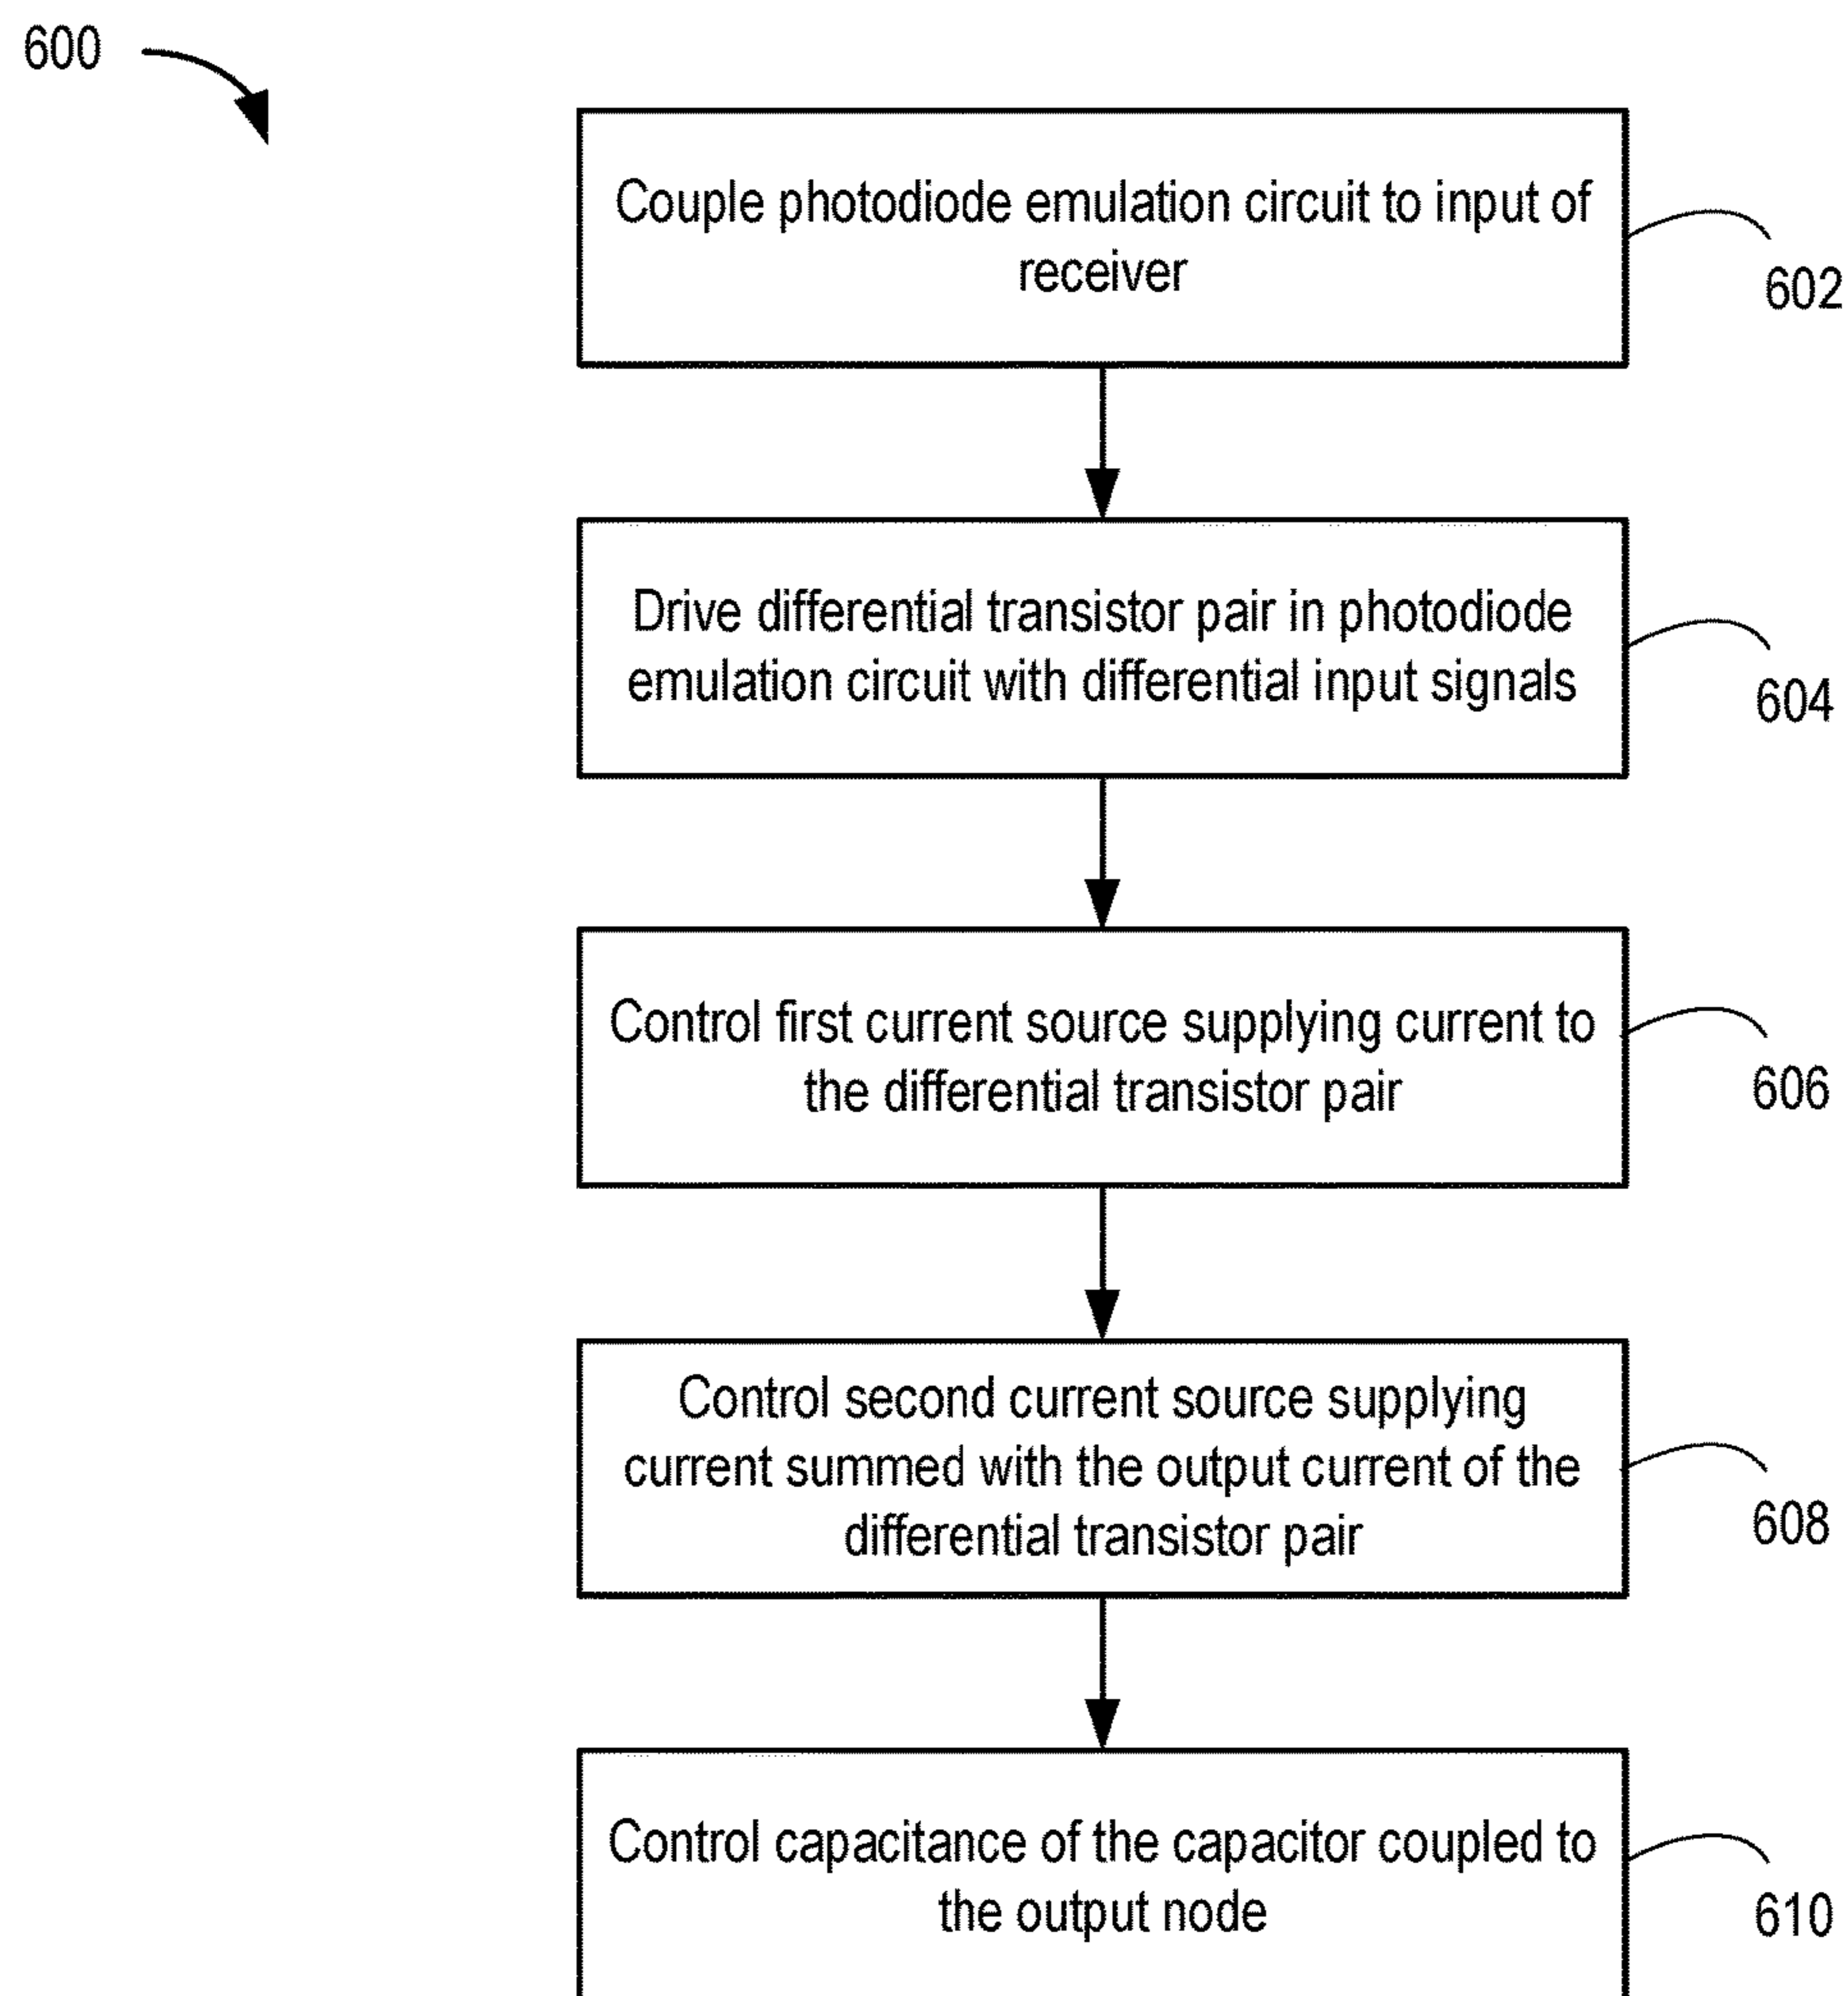 600
Couple photodiode emulation circuit to input of
receiver
602
Drive differential transistor pair in photodiode
emulation circuit with differential input signals
604
Control first current source supplying current to
the differential transistor pair
606
Control second current source supplying
current summed with the output current of the
differential transistor pair
608
Control capacitance of the capacitor coupled to
the output node
610